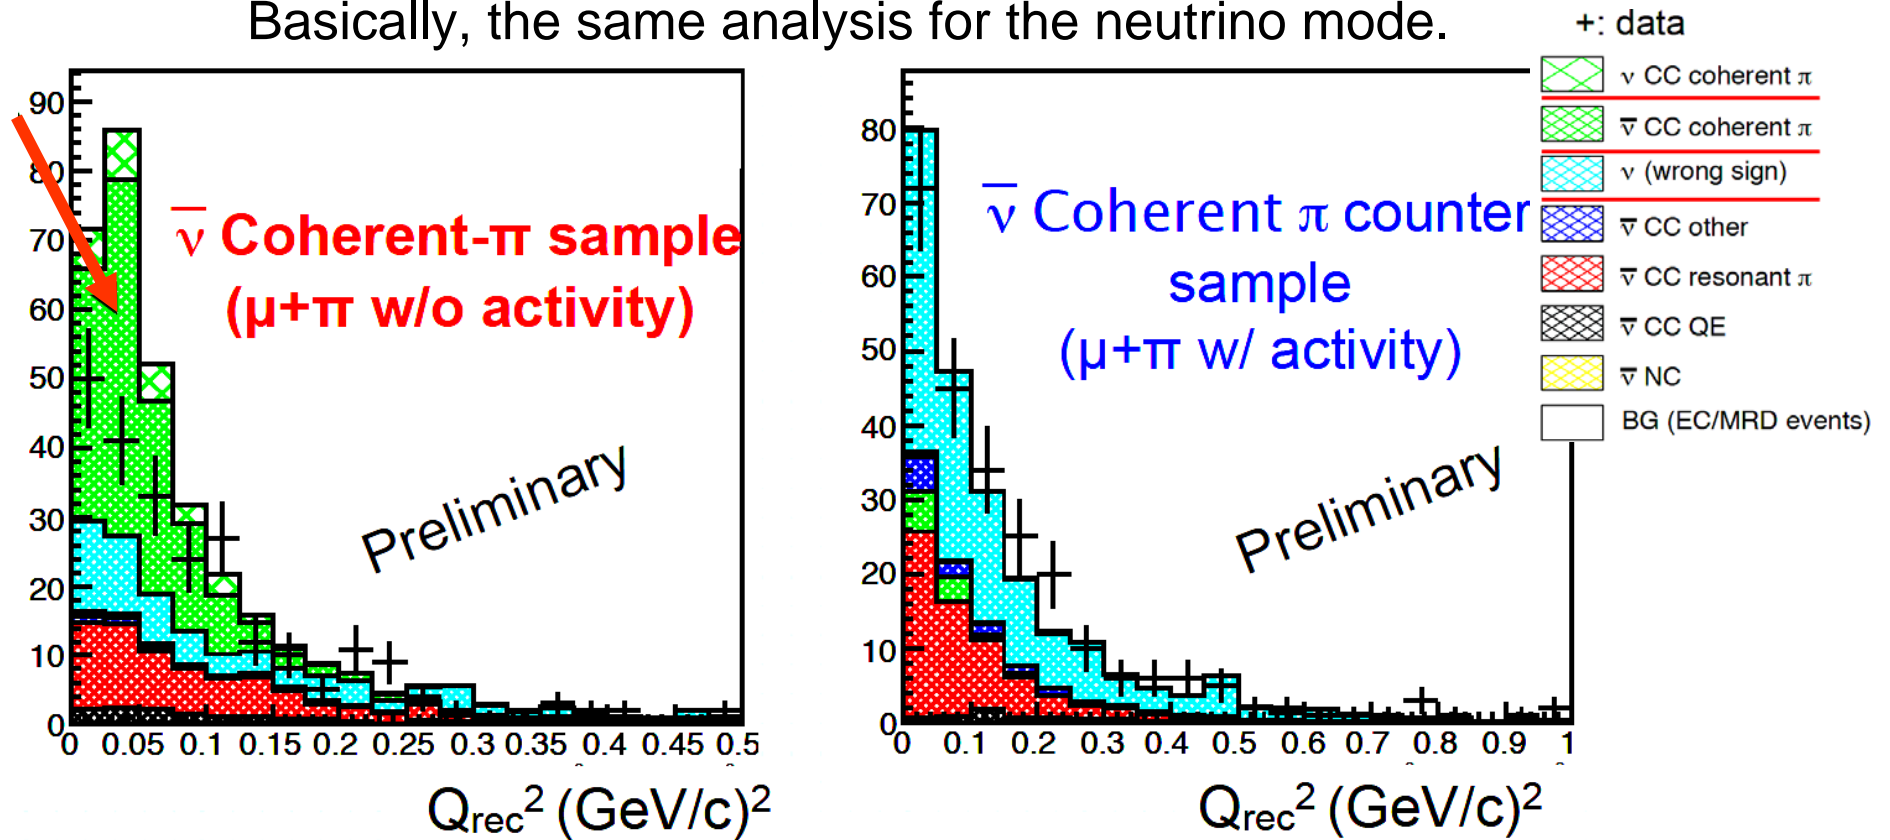 Basically, the same analysis for the neutrino mode.
+: data
ν CC coherent π
ν̅ CC coherent π
ν (wrong sign)
ν̅ CC other
ν̅ CC resonant π
ν̅ CC QE
ν̅ NC
BG (EC/MRD events)
90
80
70
60
50
40
30
20
10
0
ν̅ Coherent-π sample
(μ+π w/o activity)
Preliminary
0 0.05 0.1 0.15 0.2 0.25 0.3 0.35 0.4 0.45 0.5
Qrec² (GeV/c)²
80
70
60
50
40
30
20
10
0
ν̅ Coherent π counter
sample
(μ+π w/ activity)
Preliminary
0 0.1 0.2 0.3 0.4 0.5 0.6 0.7 0.8 0.9 1
Qrec² (GeV/c)²